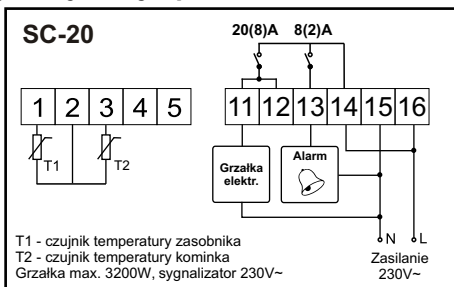 SC-20
20(8)A 8(2)A
1 2 3 4 5
11 12 13 14 15 16
T1 T2
Grzałka
elektr.
Alarm
N L
T1 - czujnik temperatury zasobnika
T2 - czujnik temperatury kominka
Grzałka max. 3200W, sygnalizator 230V~
Zasilanie
230V~